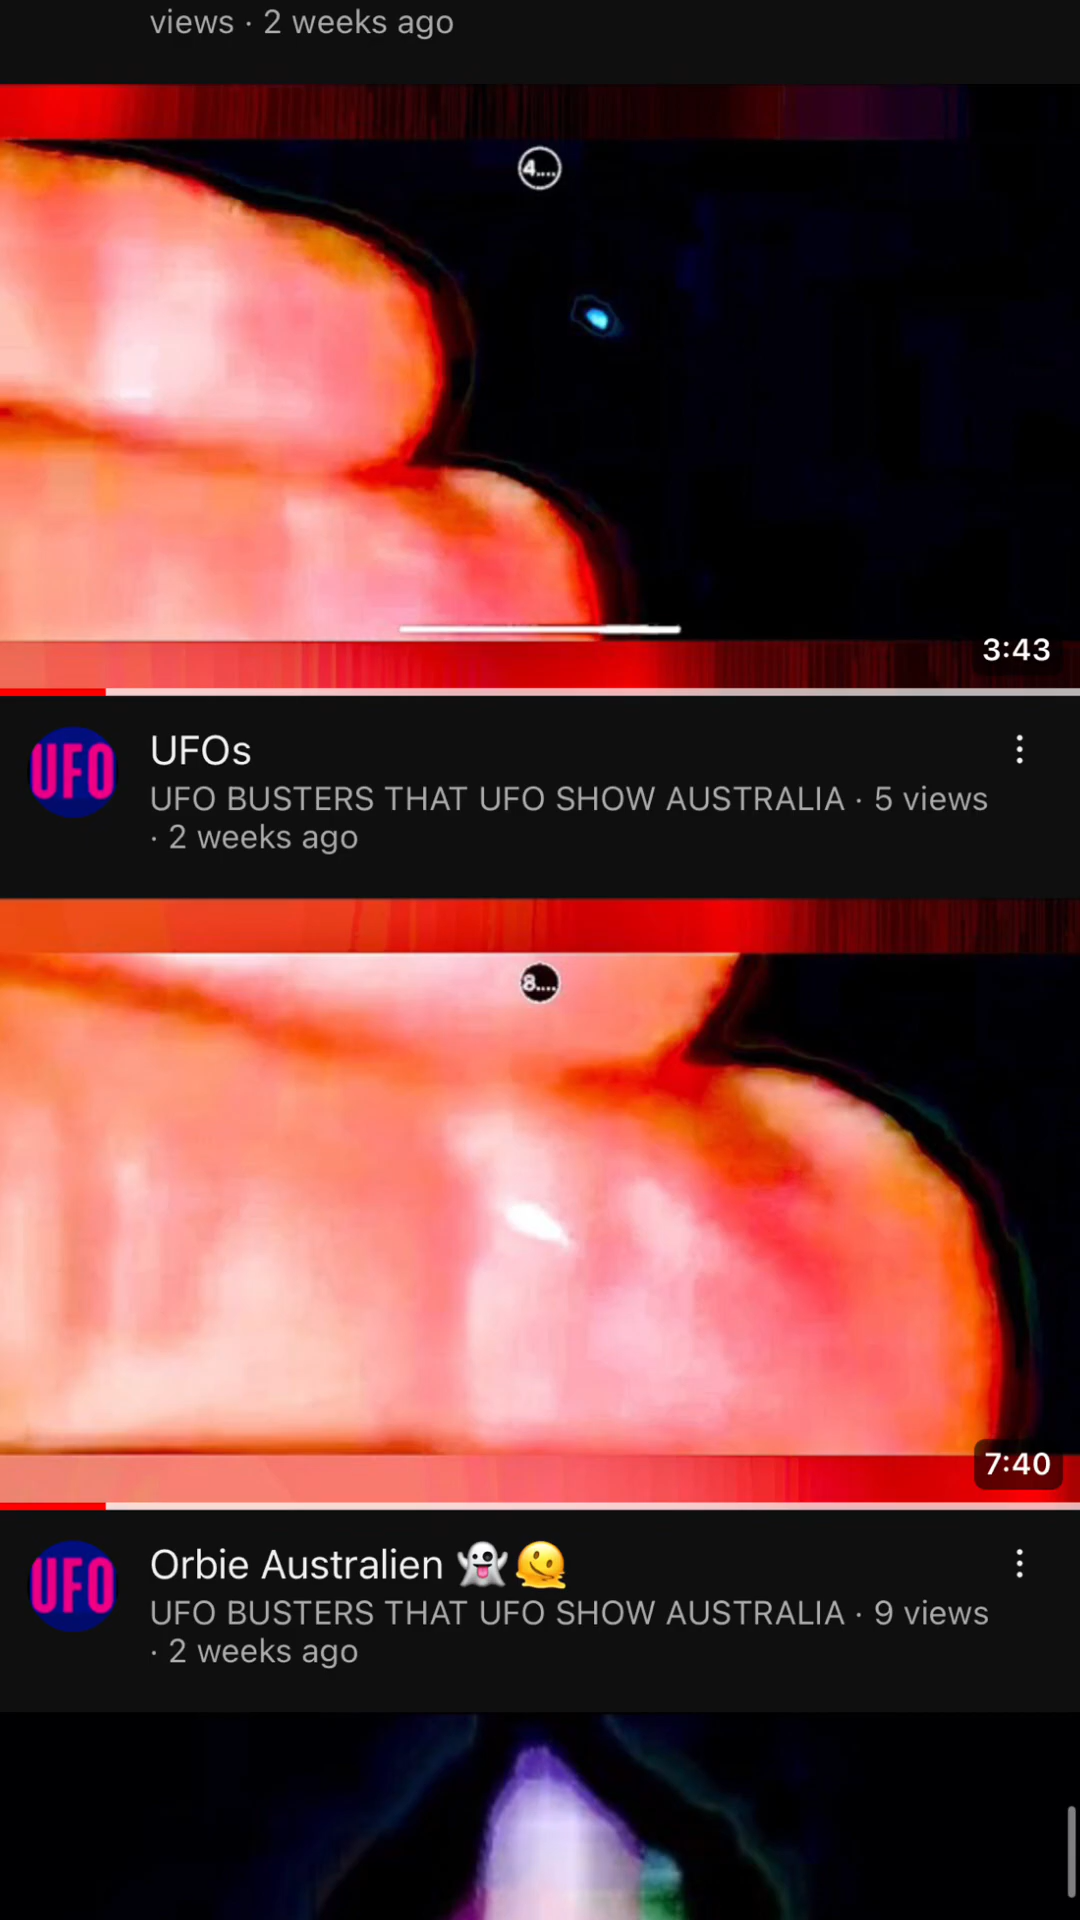 views · 2 weeks ago
4....
3:43
UFO
UFOs
UFO BUSTERS THAT UFO SHOW AUSTRALIA · 5 views
· 2 weeks ago
8....
7:40
UFO
Orbie Australien 👻🫠
UFO BUSTERS THAT UFO SHOW AUSTRALIA · 9 views
· 2 weeks ago